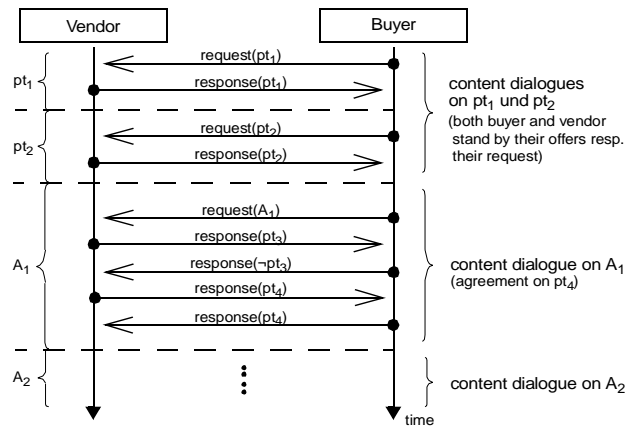 Vendor
Buyer
request(pt₁)
pt₁
response(pt₁)
content dialogues
on pt₁ und pt₂
(both buyer and vendor
stand by their offers resp.
their request)
request(pt₂)
pt₂
response(pt₂)
request(A₁)
response(pt₃)
A₁
response(¬pt₃)
content dialogue on A₁
(agreement on pt₄)
response(pt₄)
response(pt₄)
A₂
content dialogue on A₂
time